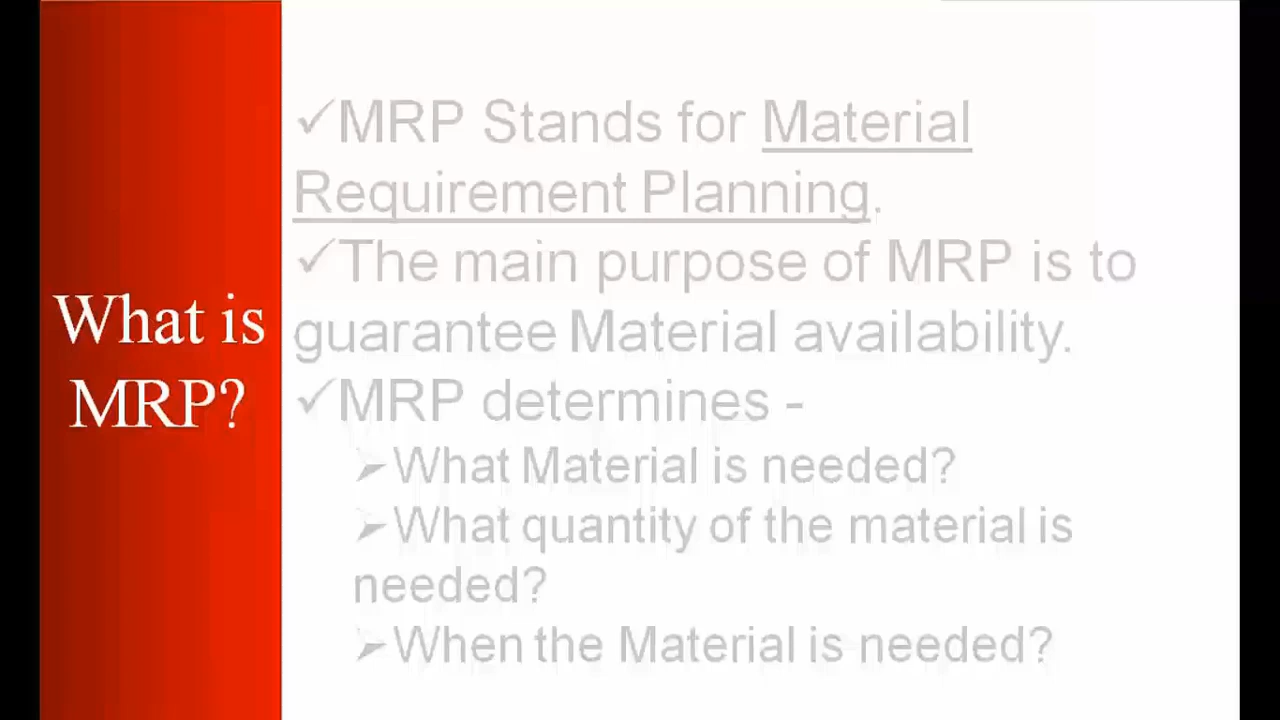 What is
MRP?
✓MRP Stands for Material
Requirement Planning.
✓The main purpose of MRP is to
guarantee Material availability.
✓MRP determines -
➢What Material is needed?
➢What quantity of the material is
needed?
➢When the Material is needed?